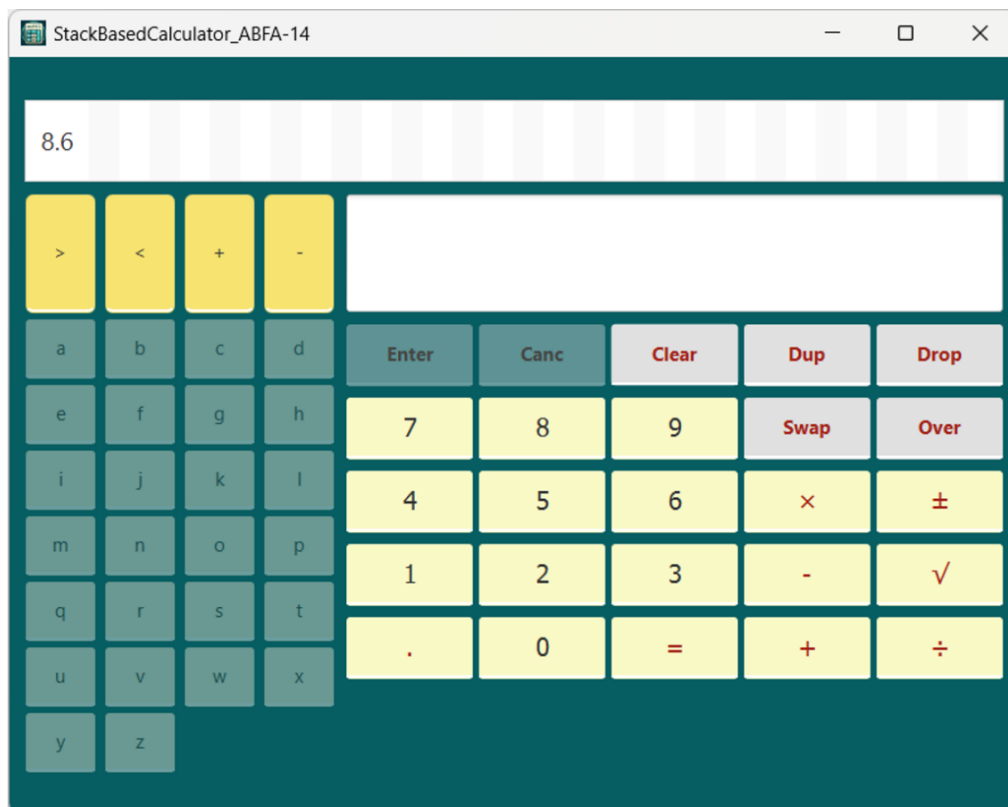 StackBasedCalculator_ABFA-14
8.6
> < + -
a b c d
e f g h
i j k l
m n o p
q r s t
u v w x
y z
Enter Canc Clear Dup Drop
7 8 9 Swap Over
4 5 6 × ±
1 2 3 - √
. 0 = + ÷